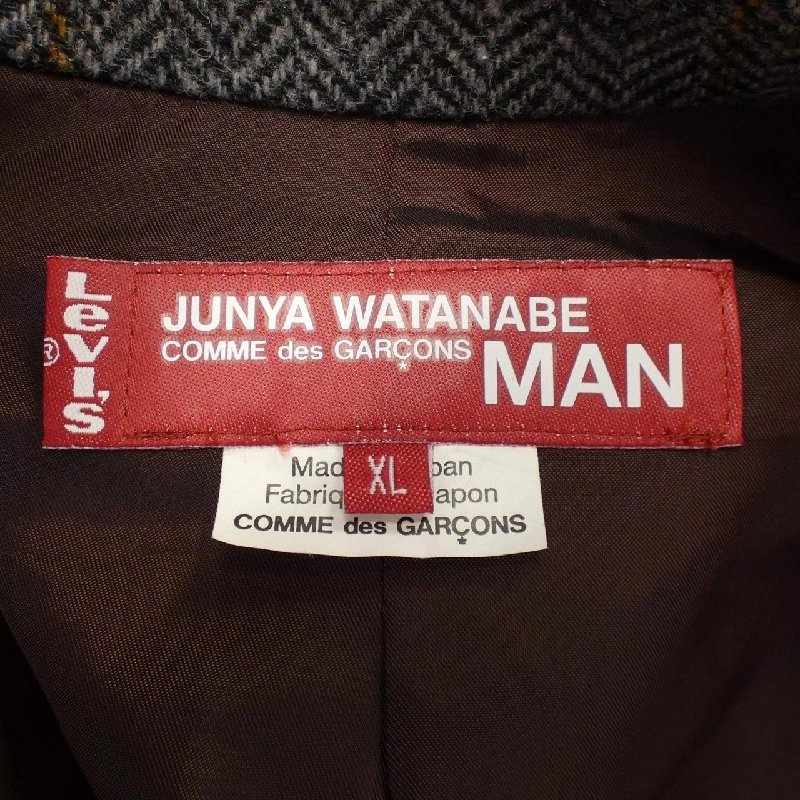 Levi's
®
JUNYA WATANABE
COMME des GARÇONS
MAN
XL
COMME des GARÇONS